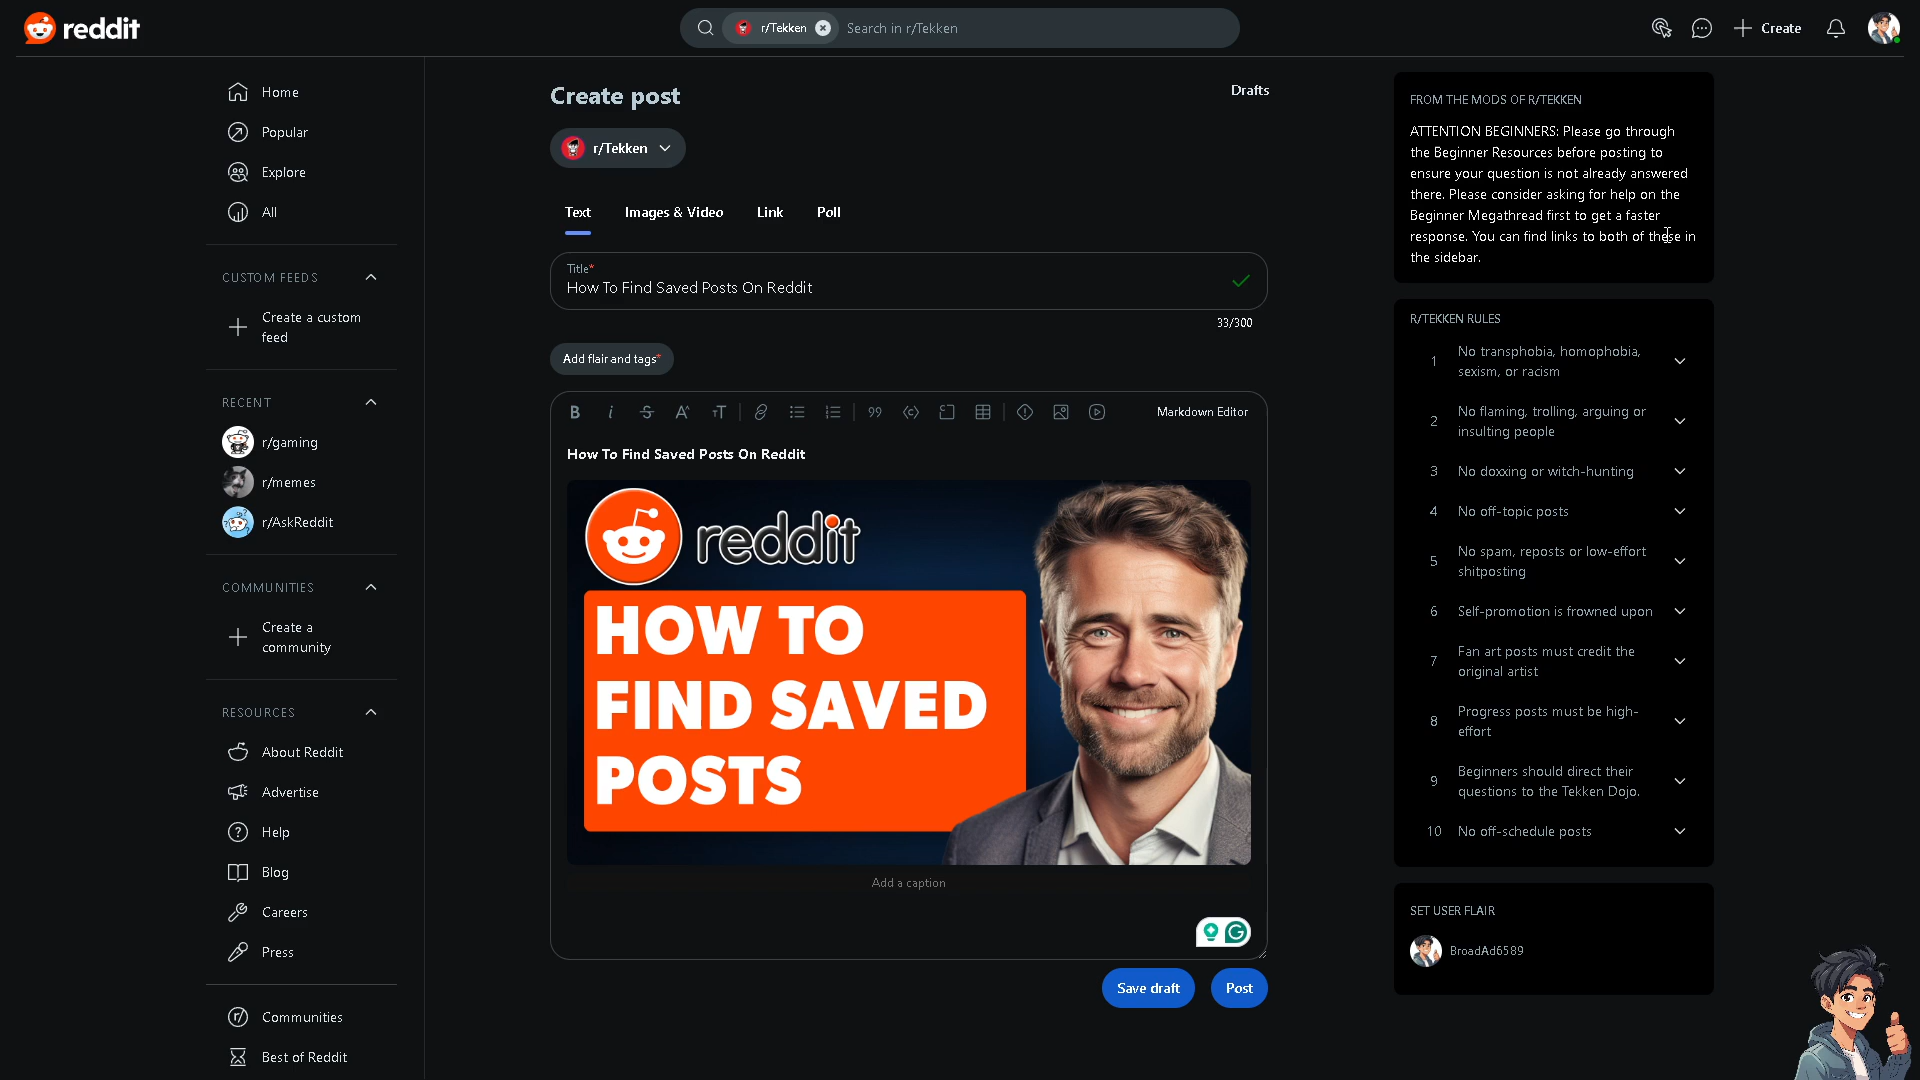 reddit
r/Tekken
Search in r/Tekken
Create
Home
Popular
Explore
All
CUSTOM FEEDS
Create a custom
feed
RECENT
r/gaming
r/memes
r/AskReddit
COMMUNITIES
Create a
community
RESOURCES
About Reddit
Advertise
Help
Blog
Careers
Press
Communities
Best of Reddit
Create post
Drafts
r/Tekken
Text
Images & Video
Link
Poll
Title*
How To Find Saved Posts On Reddit
33/300
Add flair and tags*
Markdown Editor
How To Find Saved Posts On Reddit
reddit
HOW TO
FIND SAVED
POSTS
Add a caption
Save draft
Post
FROM THE MODS OF R/TEKKEN
ATTENTION BEGINNERS: Please go through
the Beginner Resources before posting to
ensure your question is not already answered
there. Please consider asking for help on the
Beginner Megathread first to get a faster
response. You can find links to both of these in
the sidebar.
R/TEKKEN RULES
1 No transphobia, homophobia,
sexism, or racism
2 No flaming, trolling, arguing or
insulting people
3 No doxxing or witch-hunting
4 No off-topic posts
5 No spam, reposts or low-effort
shitposting
6 Self-promotion is frowned upon
7 Fan art posts must credit the
original artist
8 Progress posts must be high-
effort
9 Beginners should direct their
questions to the Tekken Dojo.
10 No off-schedule posts
SET USER FLAIR
BroadAd6589